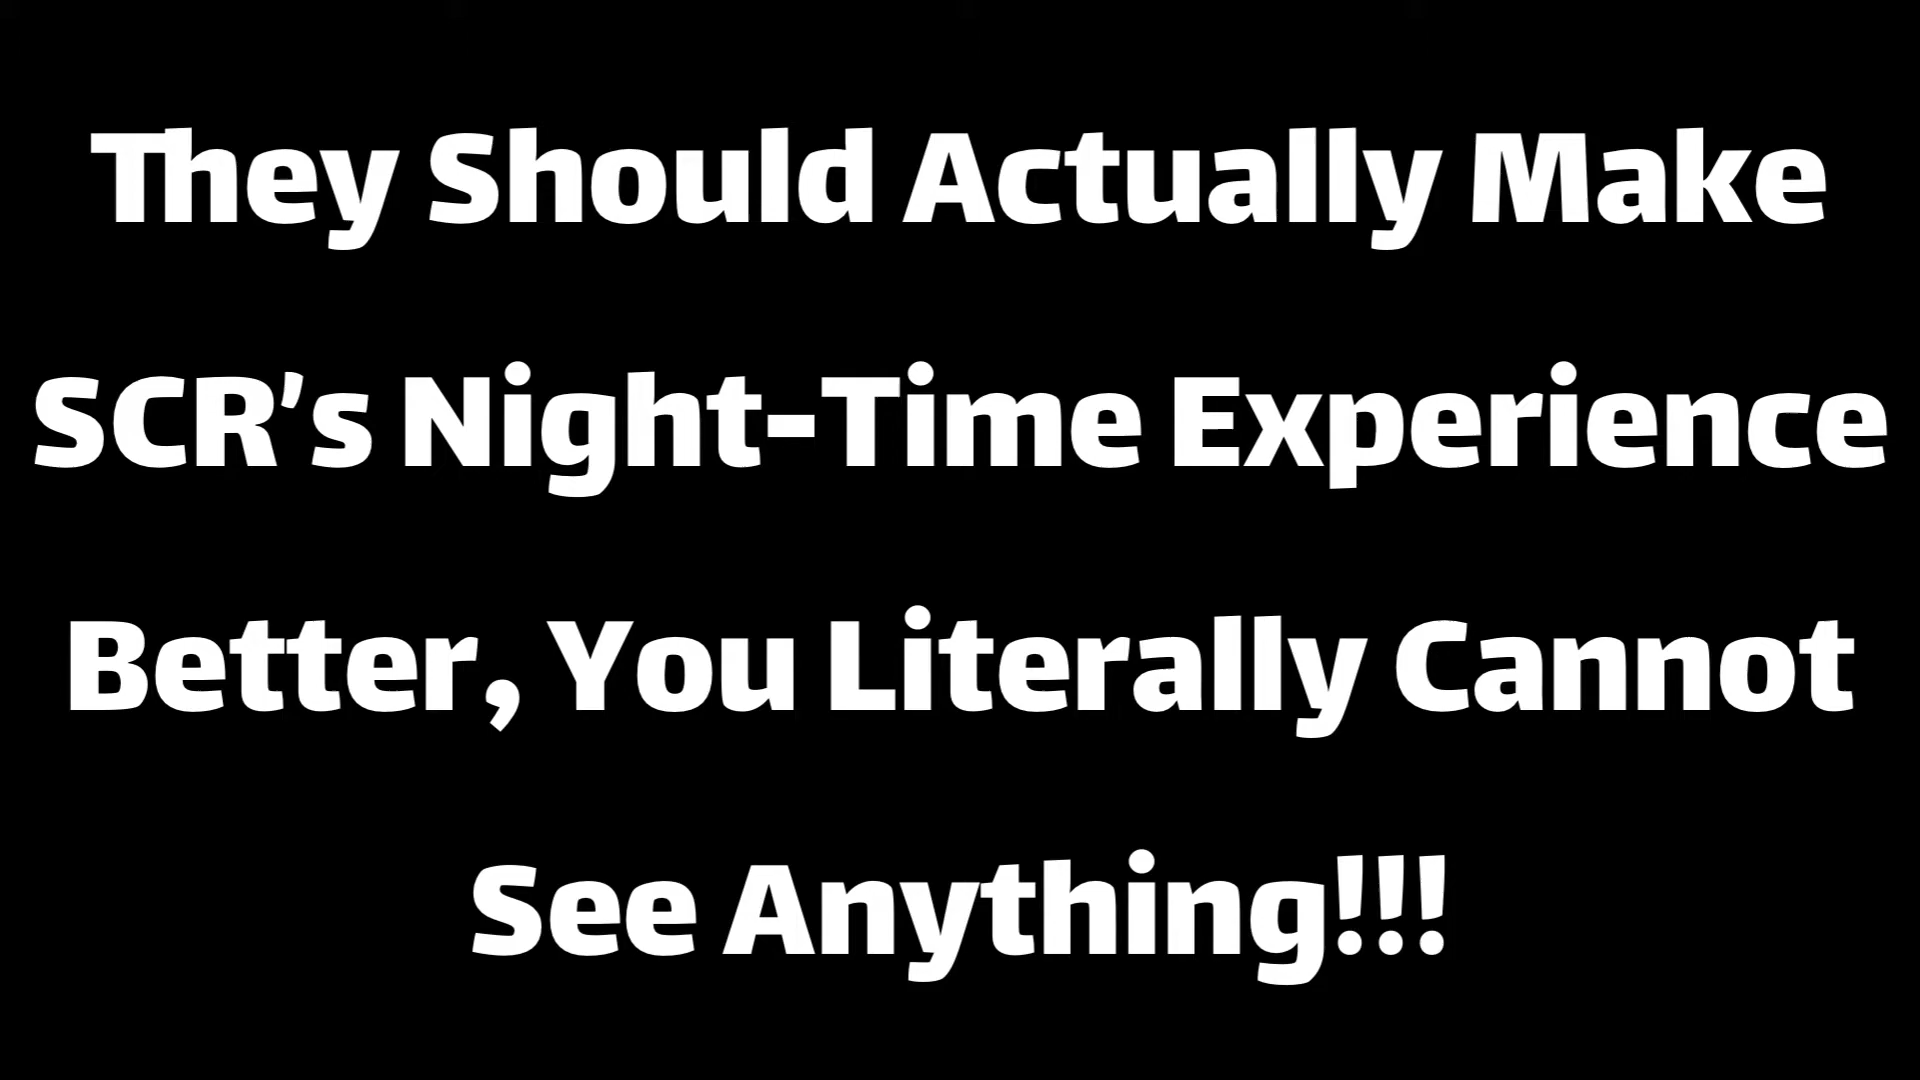 They Should Actually Make
SCR's Night-Time Experience
Better, You Literally Cannot
See Anything!!!